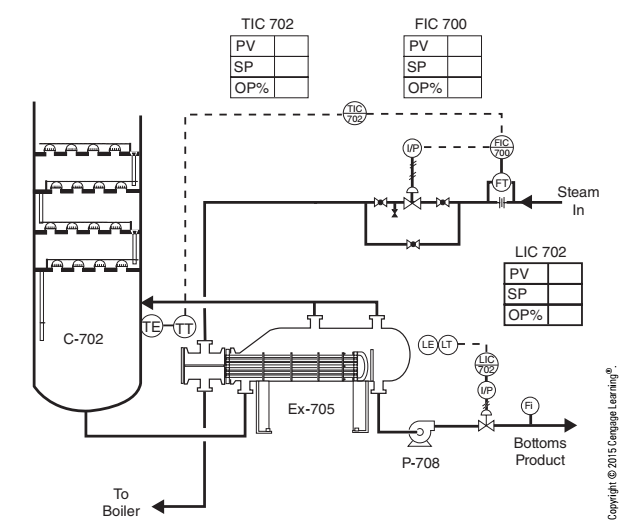 TIC 702
PV
SP
OP%
FIC 700
PV
SP
OP%
TIC
702
I/P
FIC
700
FT
Steam
In
LIC 702
PV
SP
OP%
TE
TT
C-702
LE
LT
LIC
702
I/P
Ex-705
Fi
P-708
Bottoms
Product
To
Boiler
Copyright © 2015 Cengage Learning®.